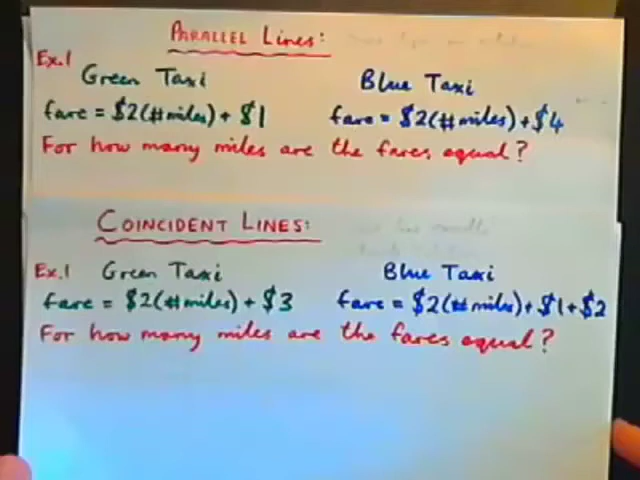 PARALLEL Lines:
Ex.1
Green Taxi Blue Taxi
fare = $2(#miles) + $1 fare = $2(#miles) + $4
For how many miles are the fares equal?
COINCIDENT LINES:
Ex.1 Green Taxi Blue Taxi
fare = $2(#miles) + $3 fare = $2(#miles) + $1 + $2
For how many miles are the fares equal?